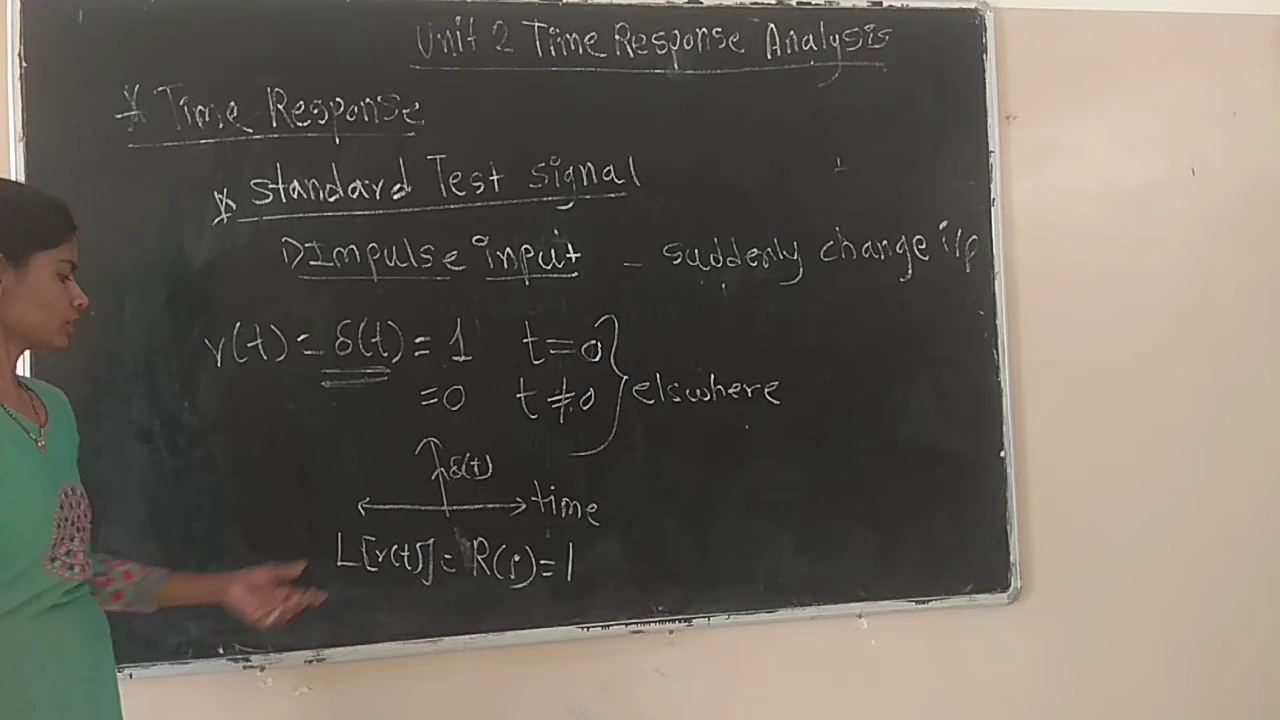 Unit 2 Time Response Analysis
* Time Response
* Standard Test signal
1) Impulse input – suddenly change i/p
r(t) = δ(t) = 1 t=0
=0 t≠0 } elswhere
δ(t)
time
L[r(t)] = R(s) = 1